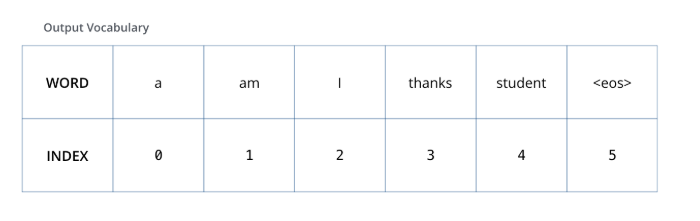 Output Vocabulary
WORD a am I thanks student <eos>
INDEX 0 1 2 3 4 5